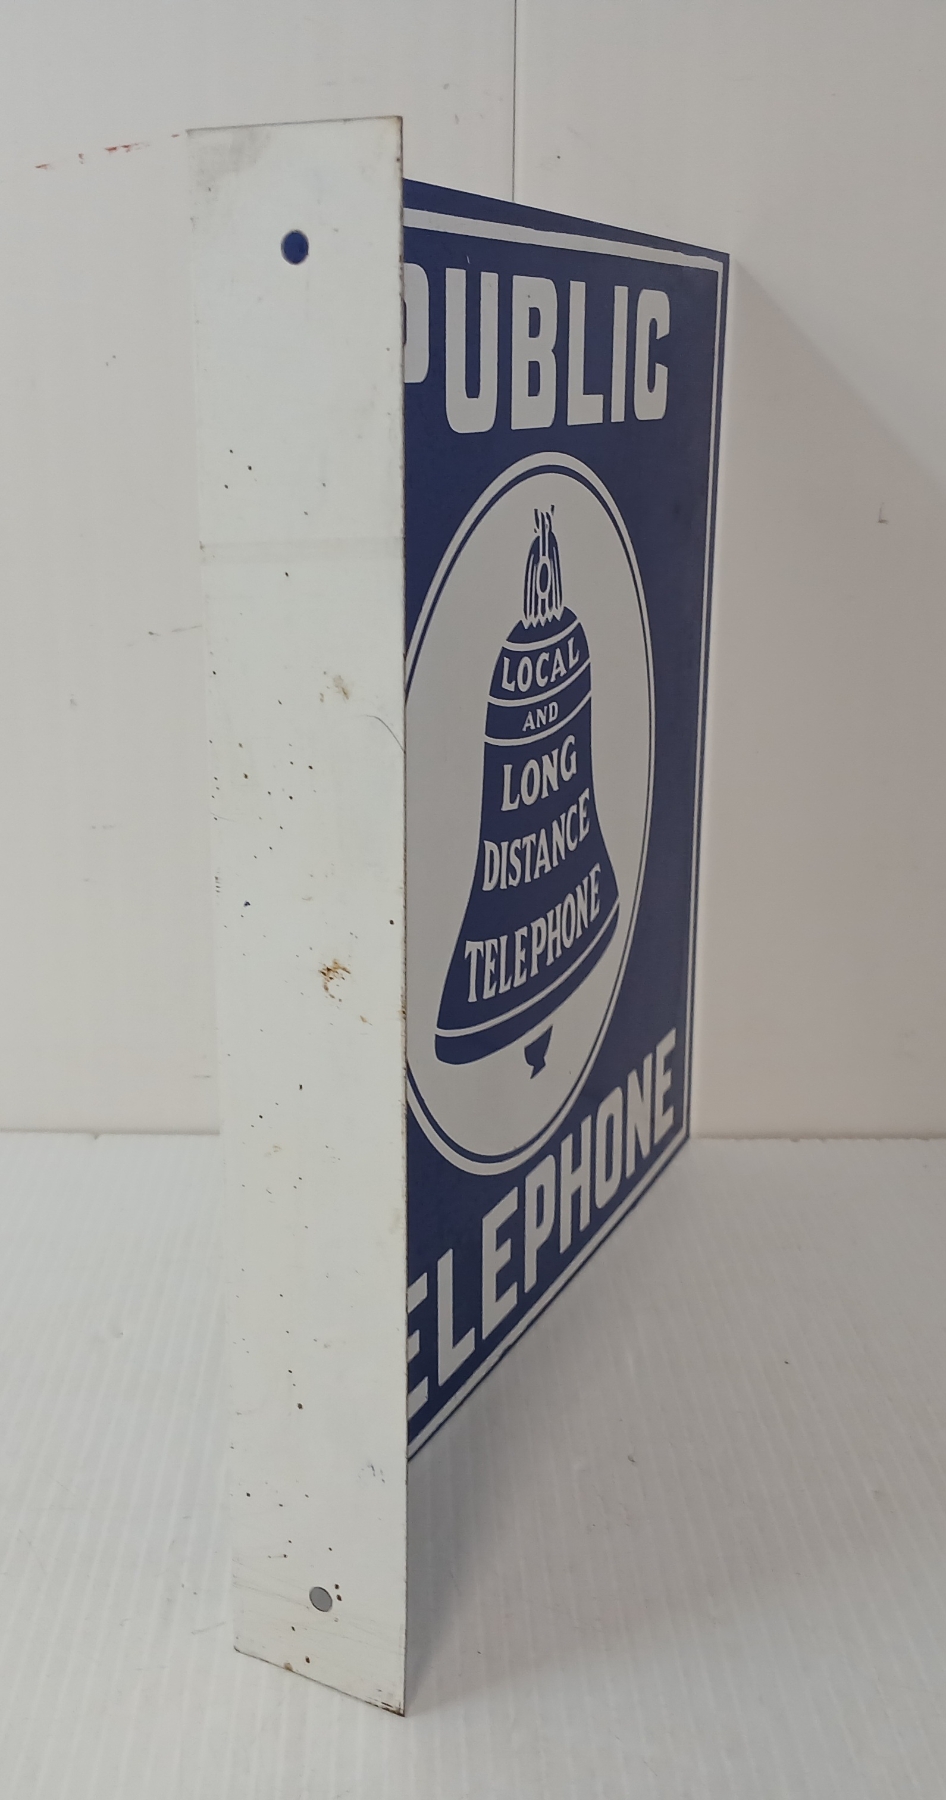 PUBLIC
LOCAL
AND
LONG
DISTANCE
TELEPHONE
ELEPHONE